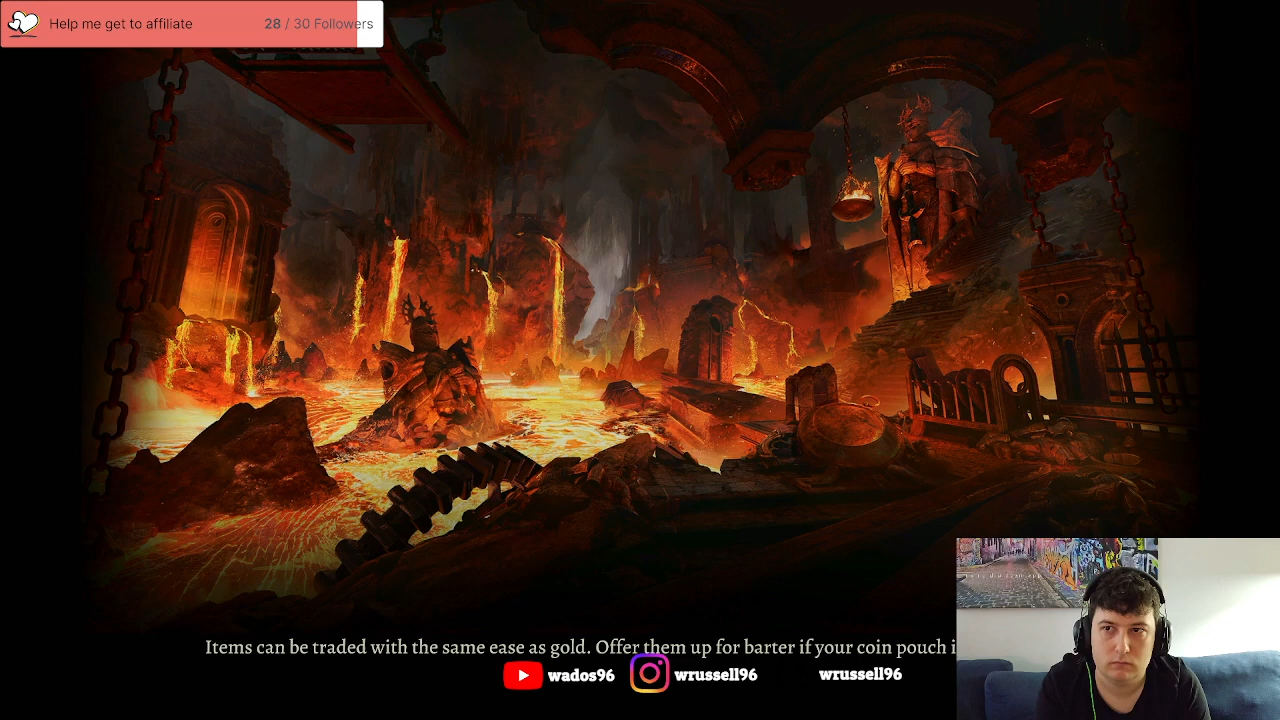 Help me get to affiliate 28 / 30 Followers
Items can be traded with the same ease as gold. Offer them up for barter if your coin pouch i
wados96 wrussell96 wrussell96